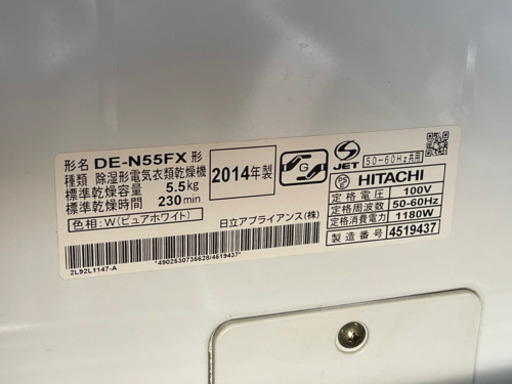 形名 DE-N55FX 形
種類 除湿形電気衣類乾燥機
標準乾燥容量 5.5kg
標準乾燥時間 230min
色相:W(ピュアホワイト)
2014年製
日立アプライアンス(株)
2L92L1147-A
*4902530735628/4519437*
G
S
JET
50-60Hz共用
PS
E
HITACHI
定格電圧 100V
定格周波数 50-60Hz
定格消費電力 1180W
製造番号 4519437